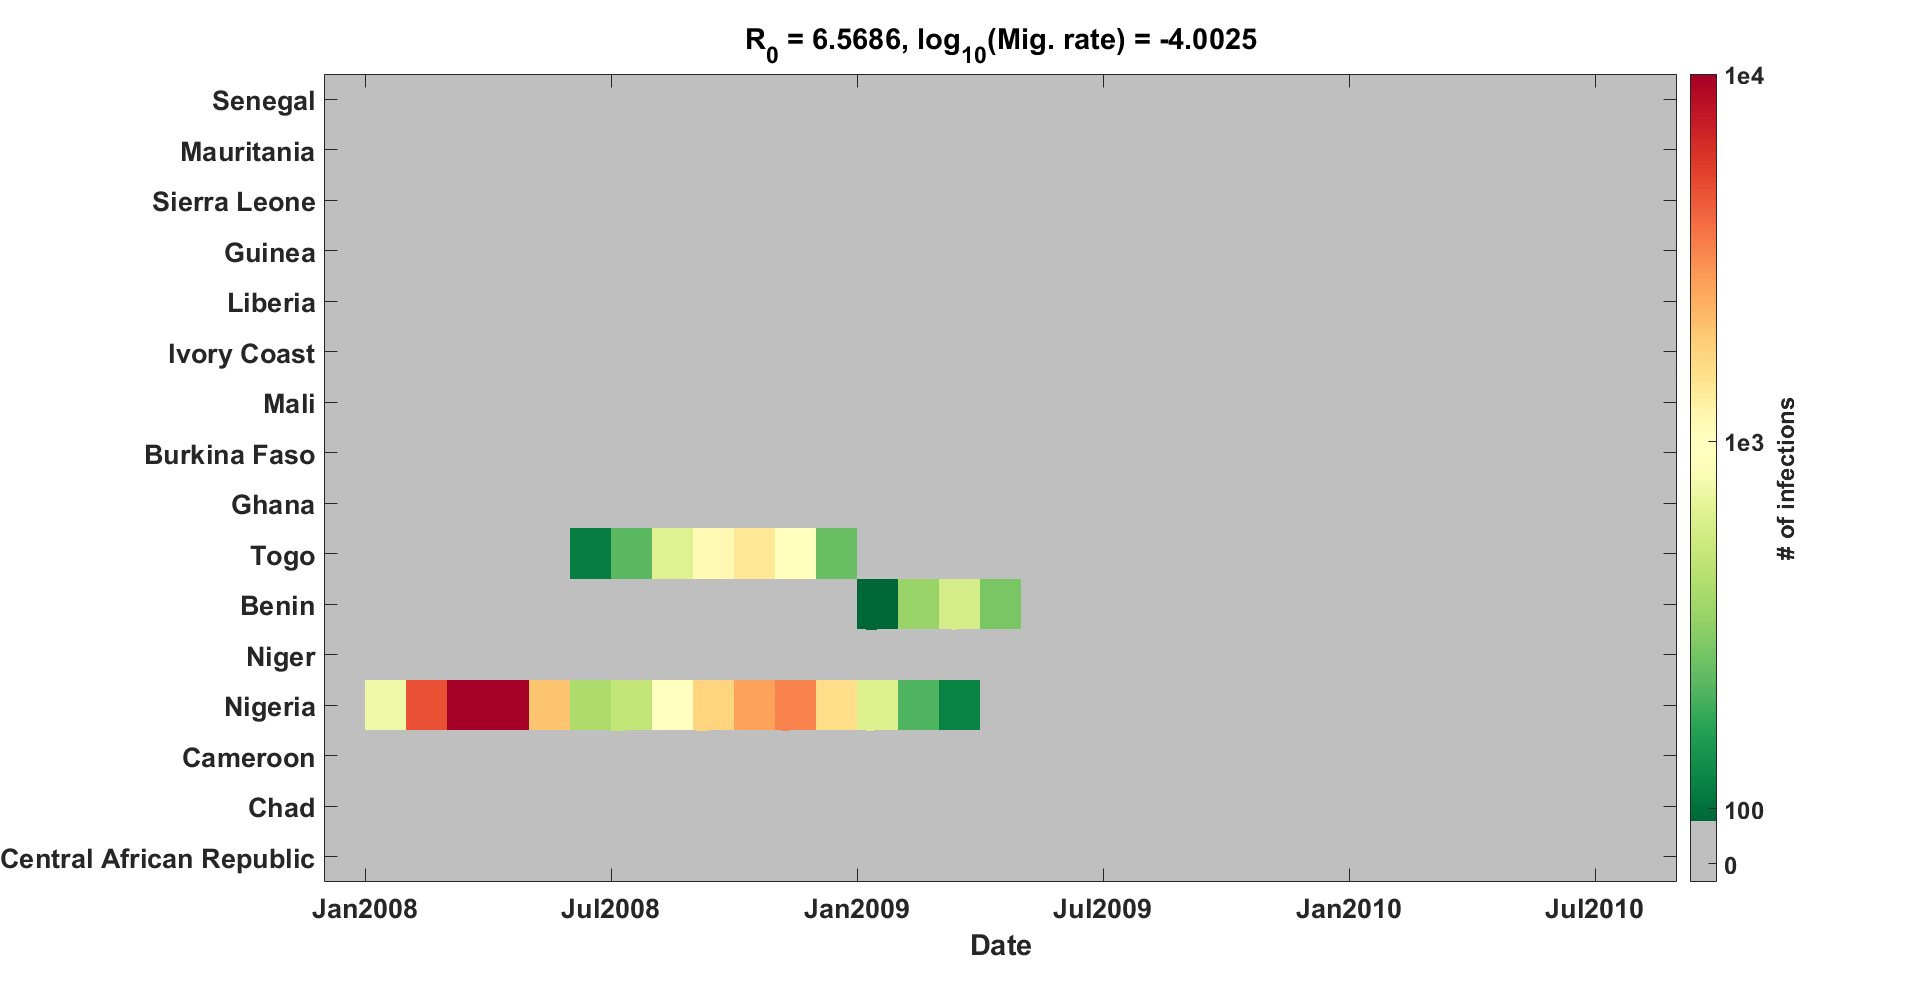 R0 = 6.5686, log10(Mig. rate) = -4.0025
Senegal
Mauritania
Sierra Leone
Guinea
Liberia
Ivory Coast
Mali
Burkina Faso
Ghana
Togo
Benin
Niger
Nigeria
Cameroon
Chad
Central African Republic
Jan2008 Jul2008 Jan2009 Jul2009 Jan2010 Jul2010
Date
1e4
1e3
100
0
# of infections